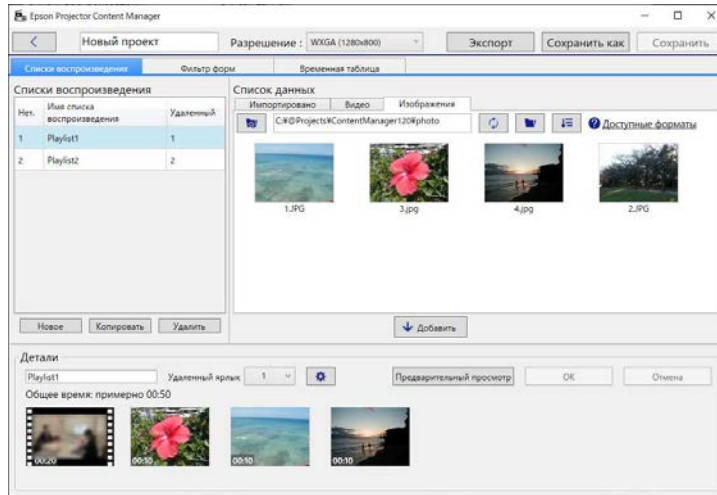 Epson Projector Content Manager
Новый проект
Разрешение :
WXGA (1280x800)
Экспорт
Сохранить как
Сохранить
Списки воспроизведения
Фильтр форм
Временная таблица
Списки воспроизведения
Нет.
Имя списка
воспроизведения
Удаленный
1
Playlist1
1
2
Playlist2
2
Новое
Копировать
Удалить
Список данных
Импортировано
Видео
Изображения
C:¥@Projects¥ContentManager120¥photo
Доступные форматы
1.JPG
3.jpg
4.jpg
2.JPG
Добавить
Детали
Playlist1
Удаленный ярлык
1
Предварительный просмотр
OK
Отмена
Общее время: примерно 00:50
00:20
00:10
00:10
00:10